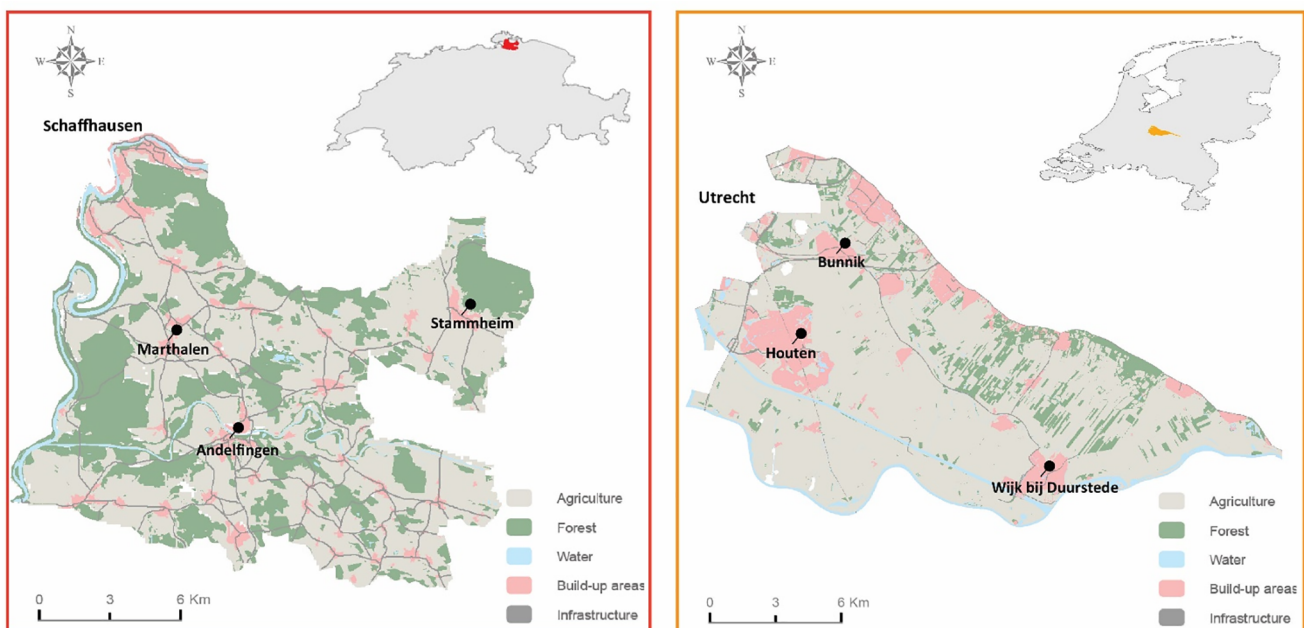 N
W E
S
Schaffhausen
Stammheim
Marthalen
Andelfingen
Agriculture
Forest
Water
Build-up areas
Infrastructure
0 3 6 Km
N
W E
S
Utrecht
Bunnik
Houten
Wijk bij Duurstede
Agriculture
Forest
Water
Build-up areas
Infrastructure
0 3 6 Km